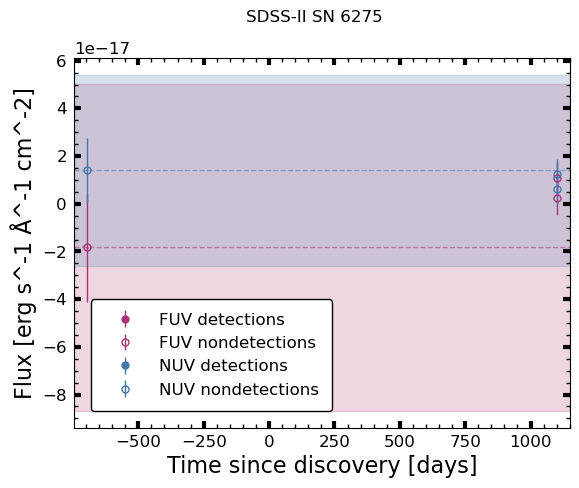 SDSS-II SN 6275
1e−17
6
4
2
0
−2
−4
−6
−8
Flux [erg s^-1 Å^-1 cm^-2]
FUV detections
FUV nondetections
NUV detections
NUV nondetections
−500 −250 0 250 500 750 1000
Time since discovery [days]